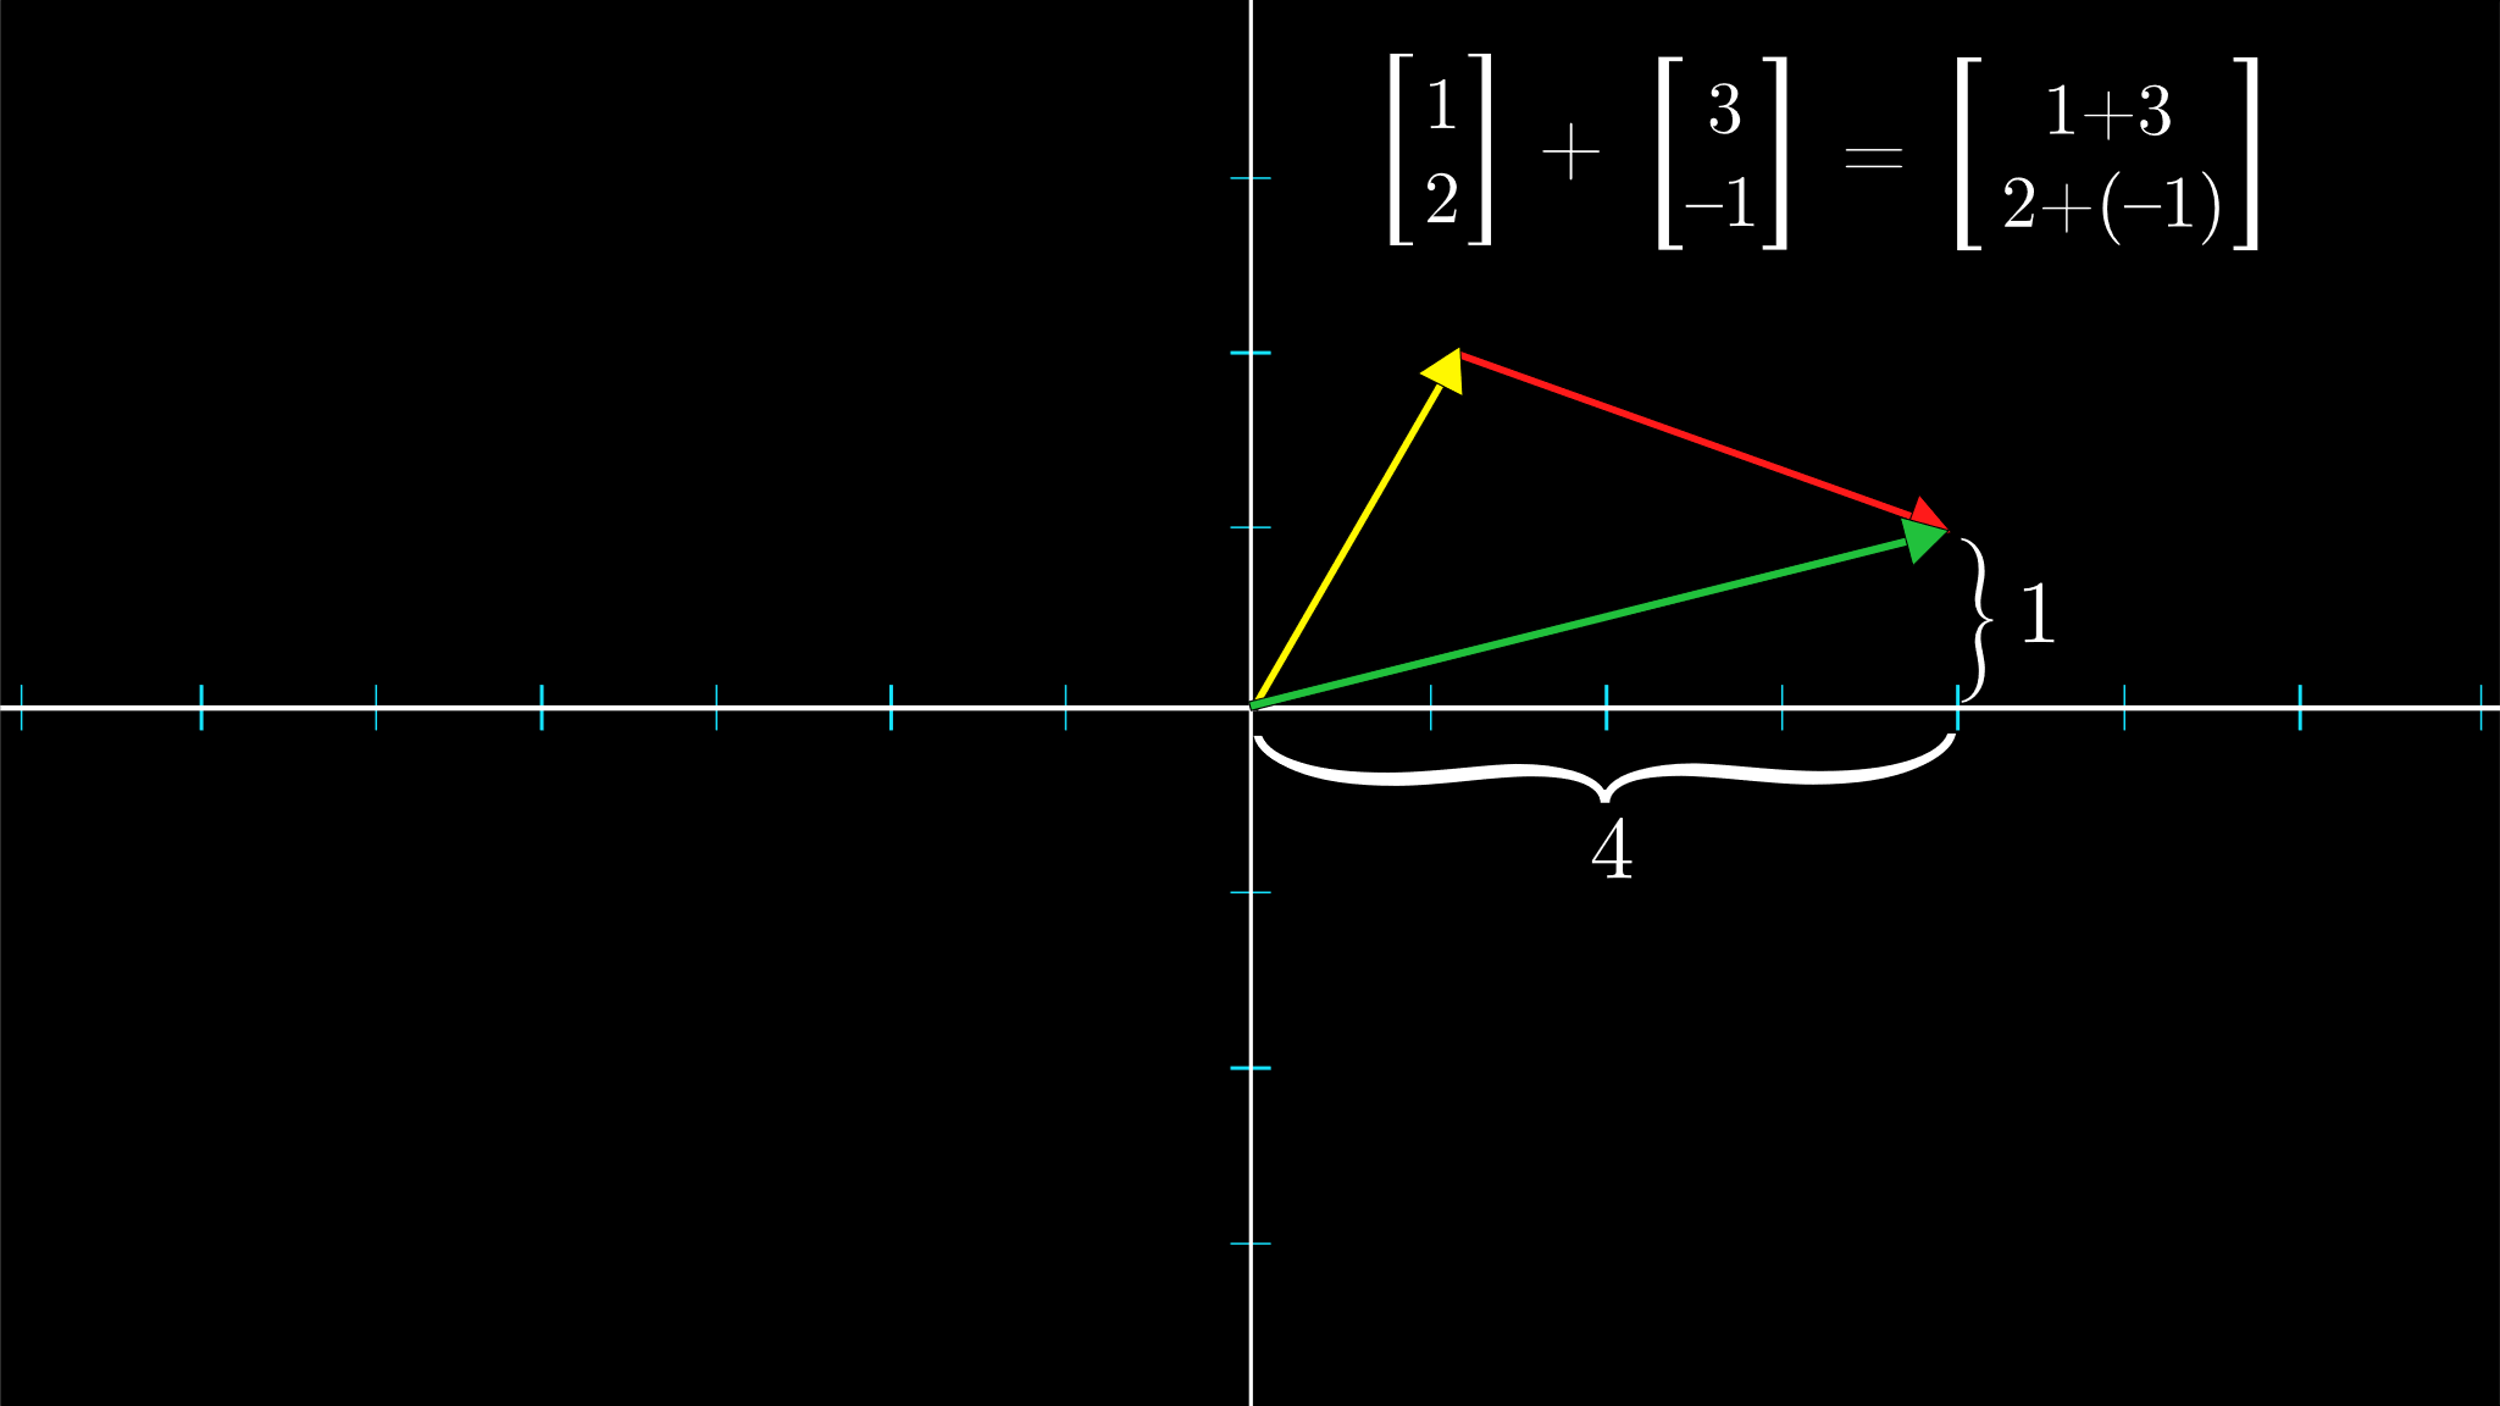 [1 2] + [3 −1] = [1+3 2+(−1)]
1
4